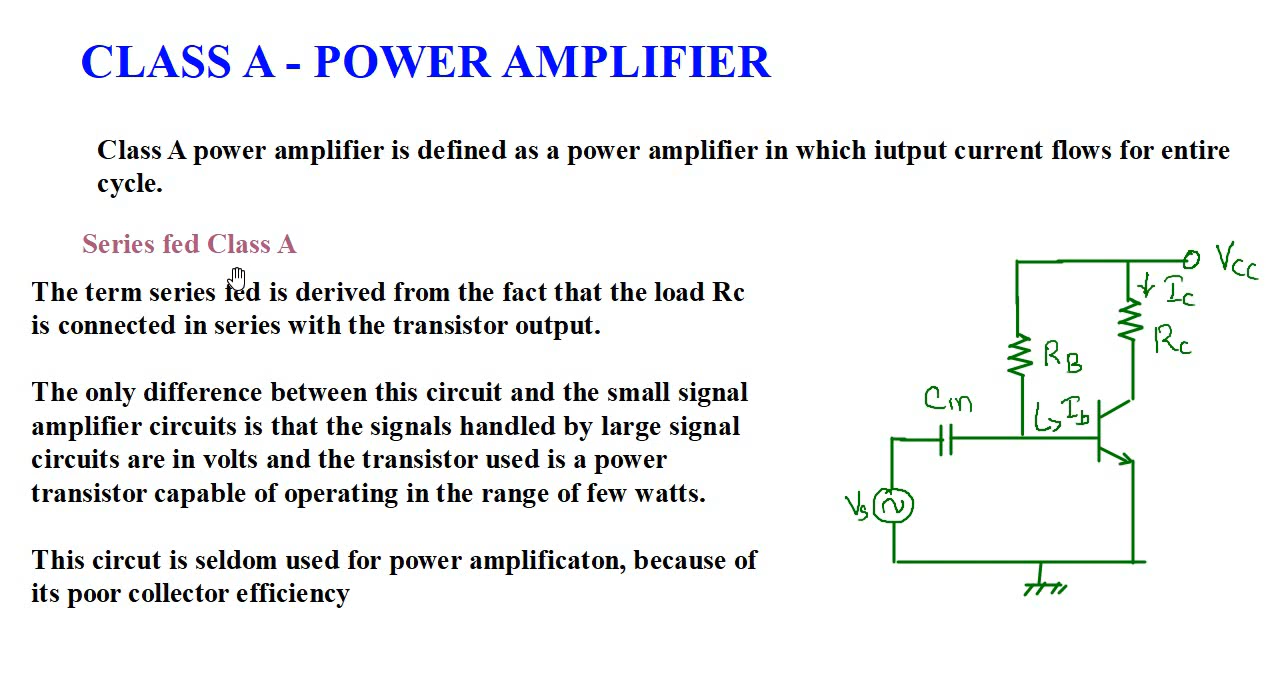 CLASS A - POWER AMPLIFIER
Class A power amplifier is defined as a power amplifier in which iutput current flows for entire
cycle.
Series fed Class A
The term series fed is derived from the fact that the load Rc
is connected in series with the transistor output.
The only difference between this circuit and the small signal
amplifier circuits is that the signals handled by large signal
circuits are in volts and the transistor used is a power
transistor capable of operating in the range of few watts.
This circut is seldom used for power amplificaton, because of
its poor collector efficiency
VCC
IC
RC
RB
Cin
Ib
Vs